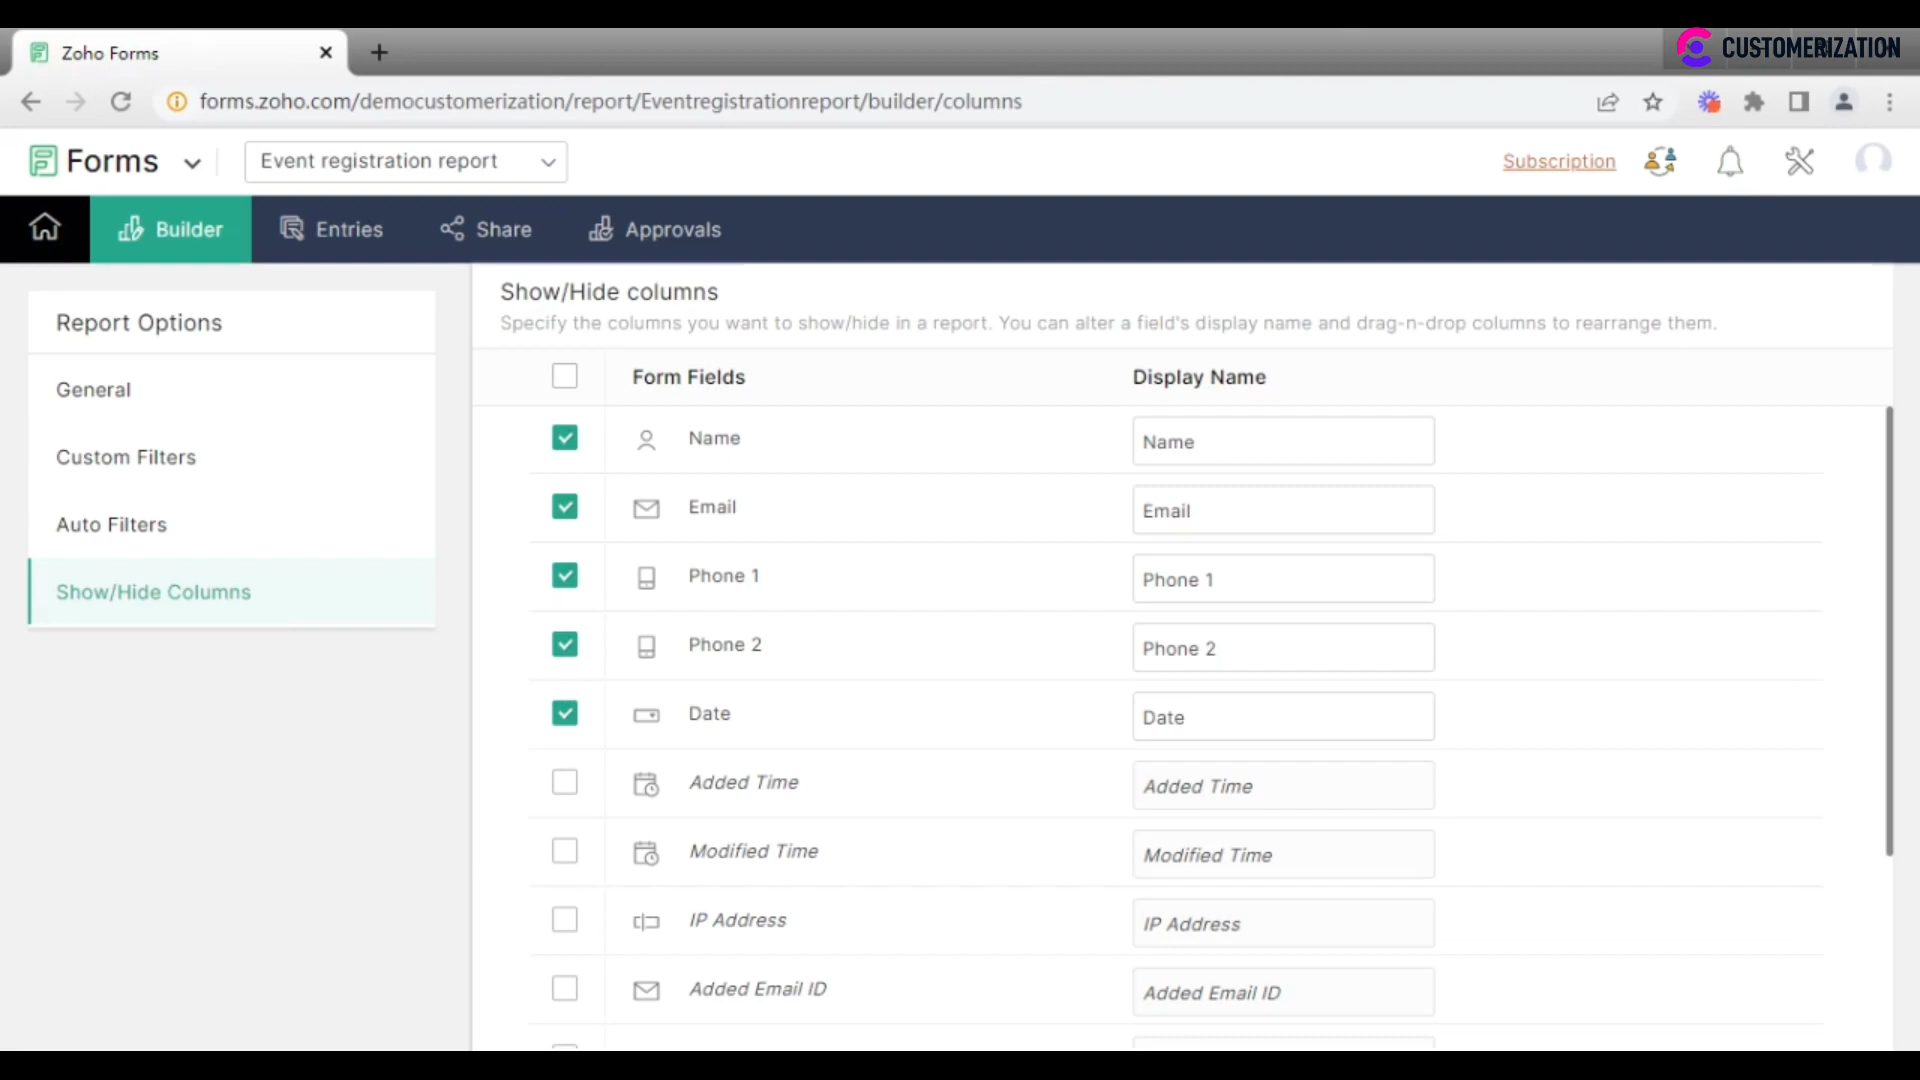 Zoho Forms
CUSTOMERIZATION
forms.zoho.com/democustomerization/report/Eventregistrationreport/builder/columns
Forms
Event registration report
Subscription
Builder
Entries
Share
Approvals
Report Options
General
Custom Filters
Auto Filters
Show/Hide Columns
Show/Hide columns
Specify the columns you want to show/hide in a report. You can alter a field's display name and drag-n-drop columns to rearrange them.
Form Fields
Display Name
Name
Name
Email
Email
Phone 1
Phone 1
Phone 2
Phone 2
Date
Date
Added Time
Added Time
Modified Time
Modified Time
IP Address
IP Address
Added Email ID
Added Email ID